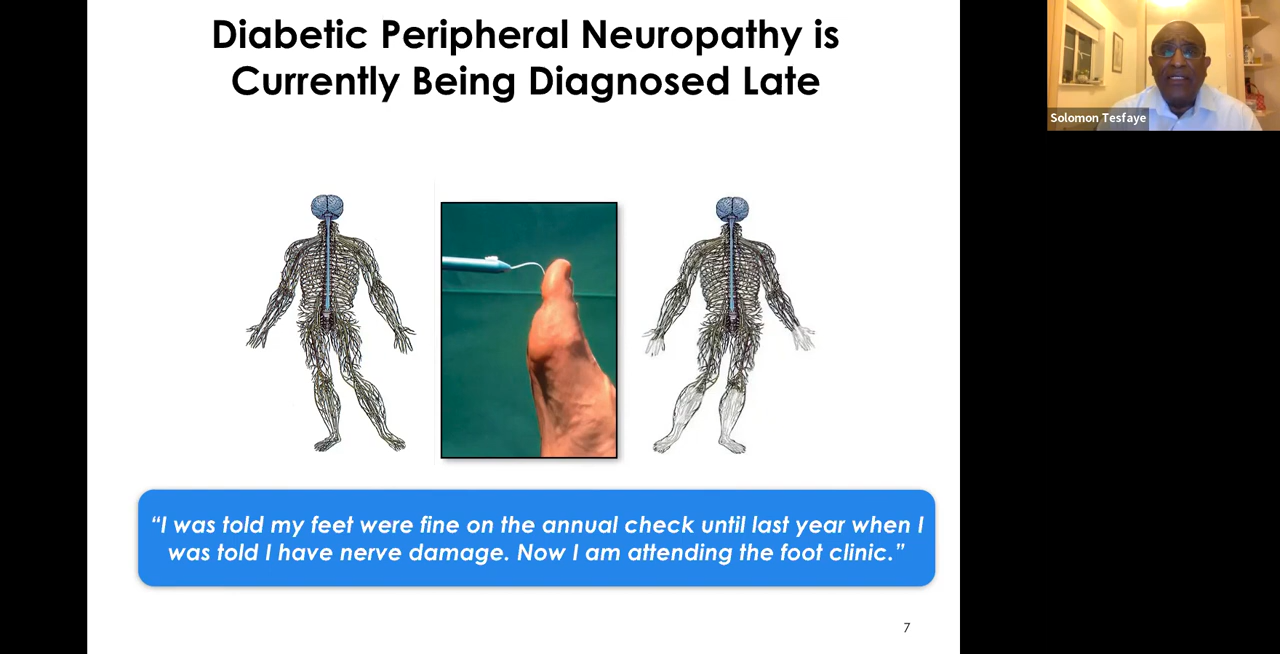 Diabetic Peripheral Neuropathy is
Currently Being Diagnosed Late
Solomon Tesfaye
“I was told my feet were fine on the annual check until last year when I
was told I have nerve damage. Now I am attending the foot clinic.”
7